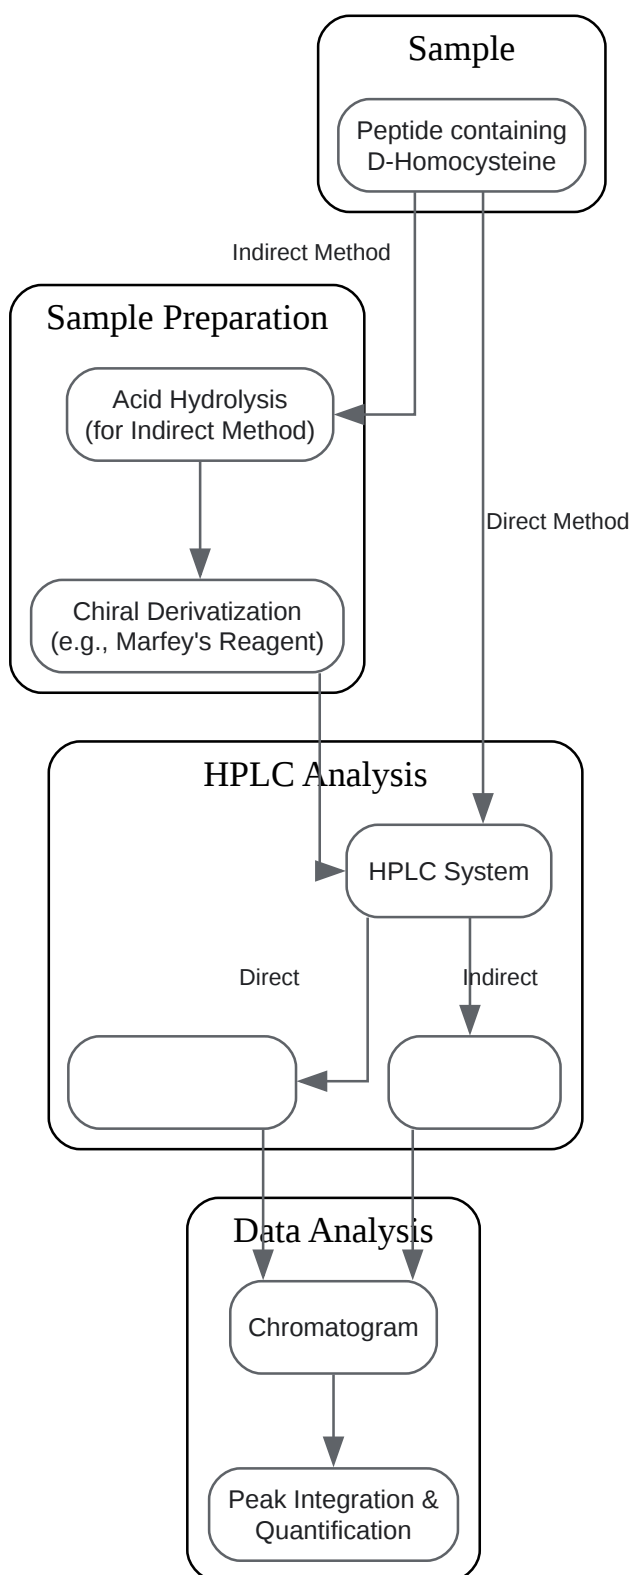 Sample
Peptide containing
D-Homocysteine
Indirect Method
Sample Preparation
Acid Hydrolysis
(for Indirect Method)
Direct Method
Chiral Derivatization
(e.g., Marfey's Reagent)
HPLC Analysis
HPLC System
Direct
Indirect
Data Analysis
Chromatogram
Peak Integration &
Quantification